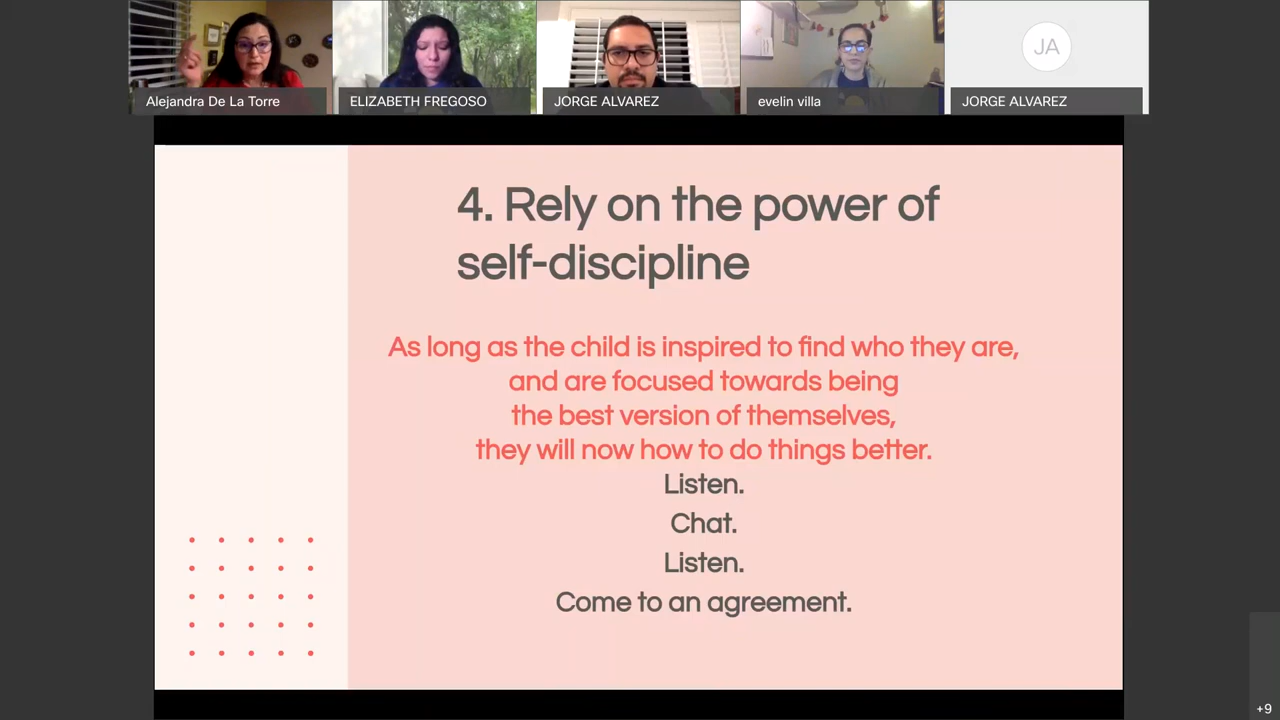 Alejandra De La Torre
ELIZABETH FREGOSO
JORGE ALVAREZ
evelin villa
JA
JORGE ALVAREZ
4. Rely on the power of
self-discipline
As long as the child is inspired to find who they are,
and are focused towards being
the best version of themselves,
they will now how to do things better.
Listen.
Chat.
Listen.
Come to an agreement.
+9